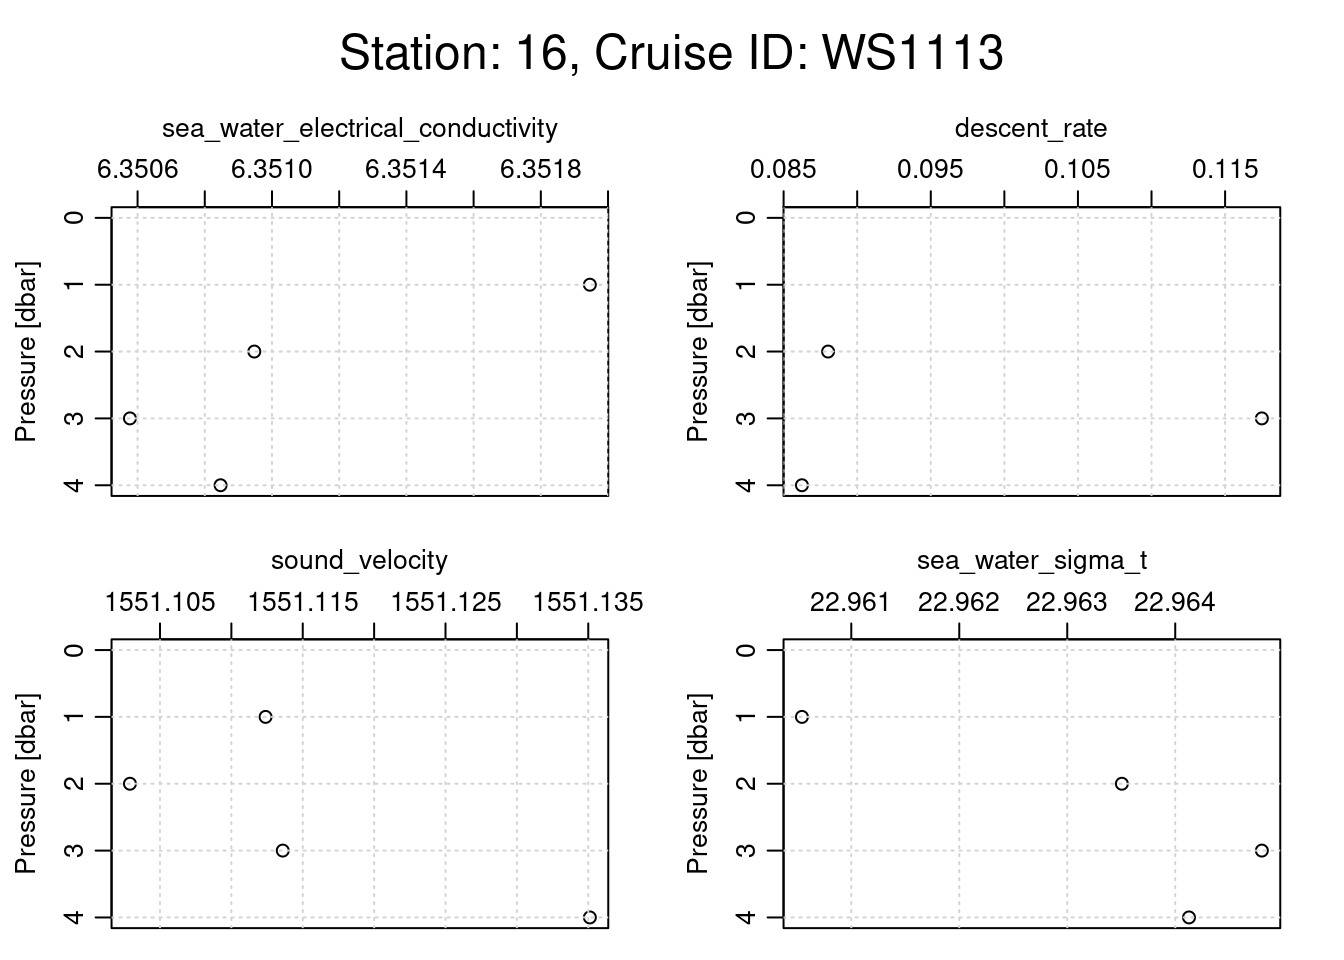 Station: 16, Cruise ID: WS1113
sea_water_electrical_conductivity
6.3506 6.3510 6.3514 6.3518
Pressure [dbar]
0
1
2
3
4
descent_rate
0.085 0.095 0.105 0.115
Pressure [dbar]
0
1
2
3
4
sound_velocity
1551.105 1551.115 1551.125 1551.135
Pressure [dbar]
0
1
2
3
4
sea_water_sigma_t
22.961 22.962 22.963 22.964
Pressure [dbar]
0
1
2
3
4